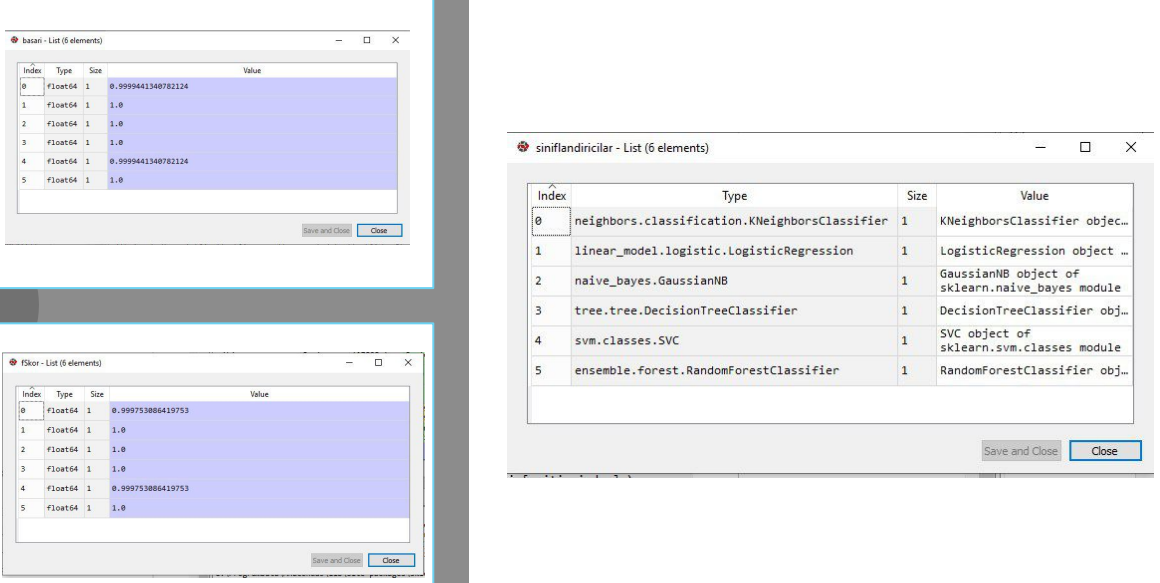 basari - List (6 elements)
Index Type Size Value
0 float64 1 0.9999441340782124
1 float64 1 1.0
2 float64 1 1.0
3 float64 1 1.0
4 float64 1 0.9999441340782124
5 float64 1 1.0
Save and Close Close
fSkor - List (6 elements)
Index Type Size Value
0 float64 1 0.999753086419753
1 float64 1 1.0
2 float64 1 1.0
3 float64 1 1.0
4 float64 1 0.999753086419753
5 float64 1 1.0
Save and Close Close
siniflandiricilar - List (6 elements)
Index Type Size Value
0 neighbors.classification.KNeighborsClassifier 1 KNeighborsClassifier objec…
1 linear_model.logistic.LogisticRegression 1 LogisticRegression object …
2 naive_bayes.GaussianNB 1 GaussianNB object of
sklearn.naive_bayes module
3 tree.tree.DecisionTreeClassifier 1 DecisionTreeClassifier obj…
4 svm.classes.SVC 1 SVC object of
sklearn.svm.classes module
5 ensemble.forest.RandomForestClassifier 1 RandomForestClassifier obj…
Save and Close Close